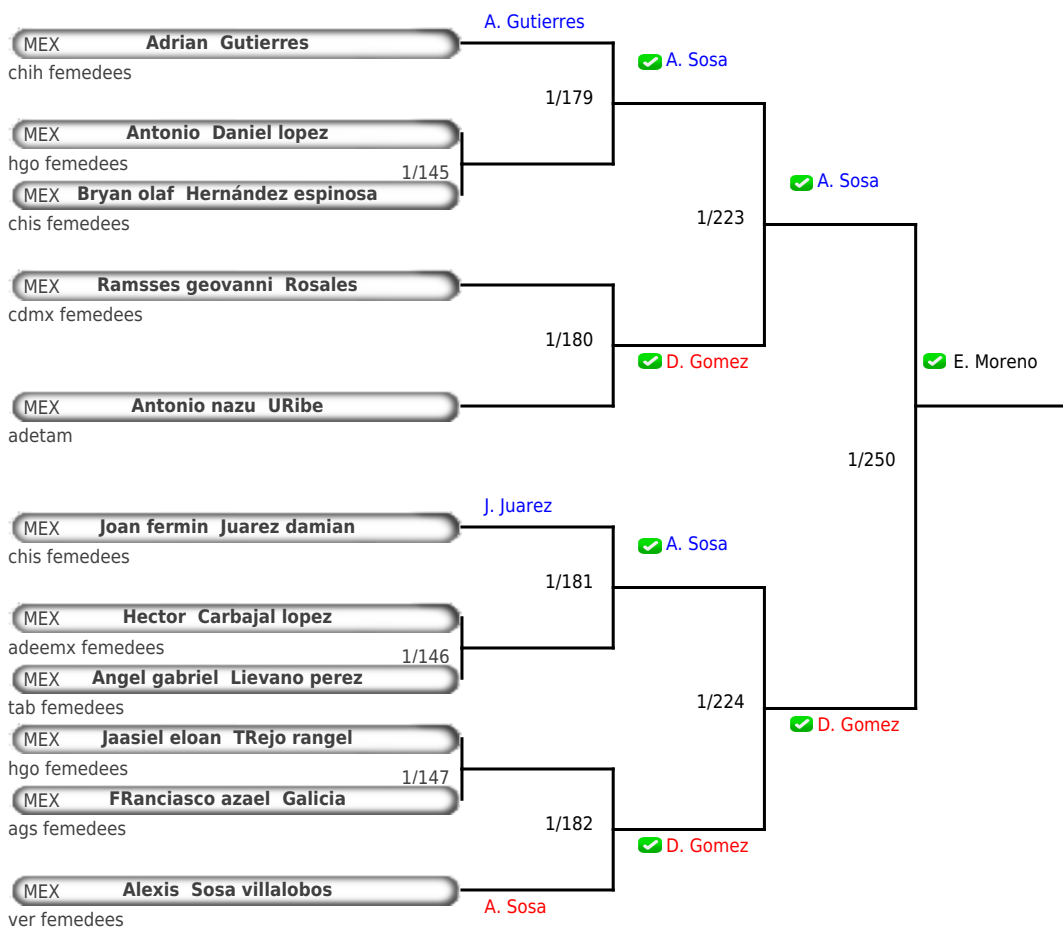 A. Gutierres
MEX Adrian Gutierres
A. Sosa
chih femedees
1/179
MEX Antonio Daniel lopez
hgo femedees
1/145
A. Sosa
MEX Bryan olaf Hernández espinosa
chis femedees
1/223
MEX Ramsses geovanni Rosales
cdmx femedees
1/180
D. Gomez
E. Moreno
MEX Antonio nazu URibe
adetam
1/250
J. Juarez
MEX Joan fermin Juarez damian
A. Sosa
chis femedees
1/181
MEX Hector Carbajal lopez
adeemx femedees
1/146
MEX Angel gabriel Lievano perez
1/224
tab femedees
D. Gomez
MEX Jaasiel eloan TRejo rangel
hgo femedees
1/147
MEX FRanciasco azael Galicia
1/182
ags femedees
D. Gomez
MEX Alexis Sosa villalobos
A. Sosa
ver femedees